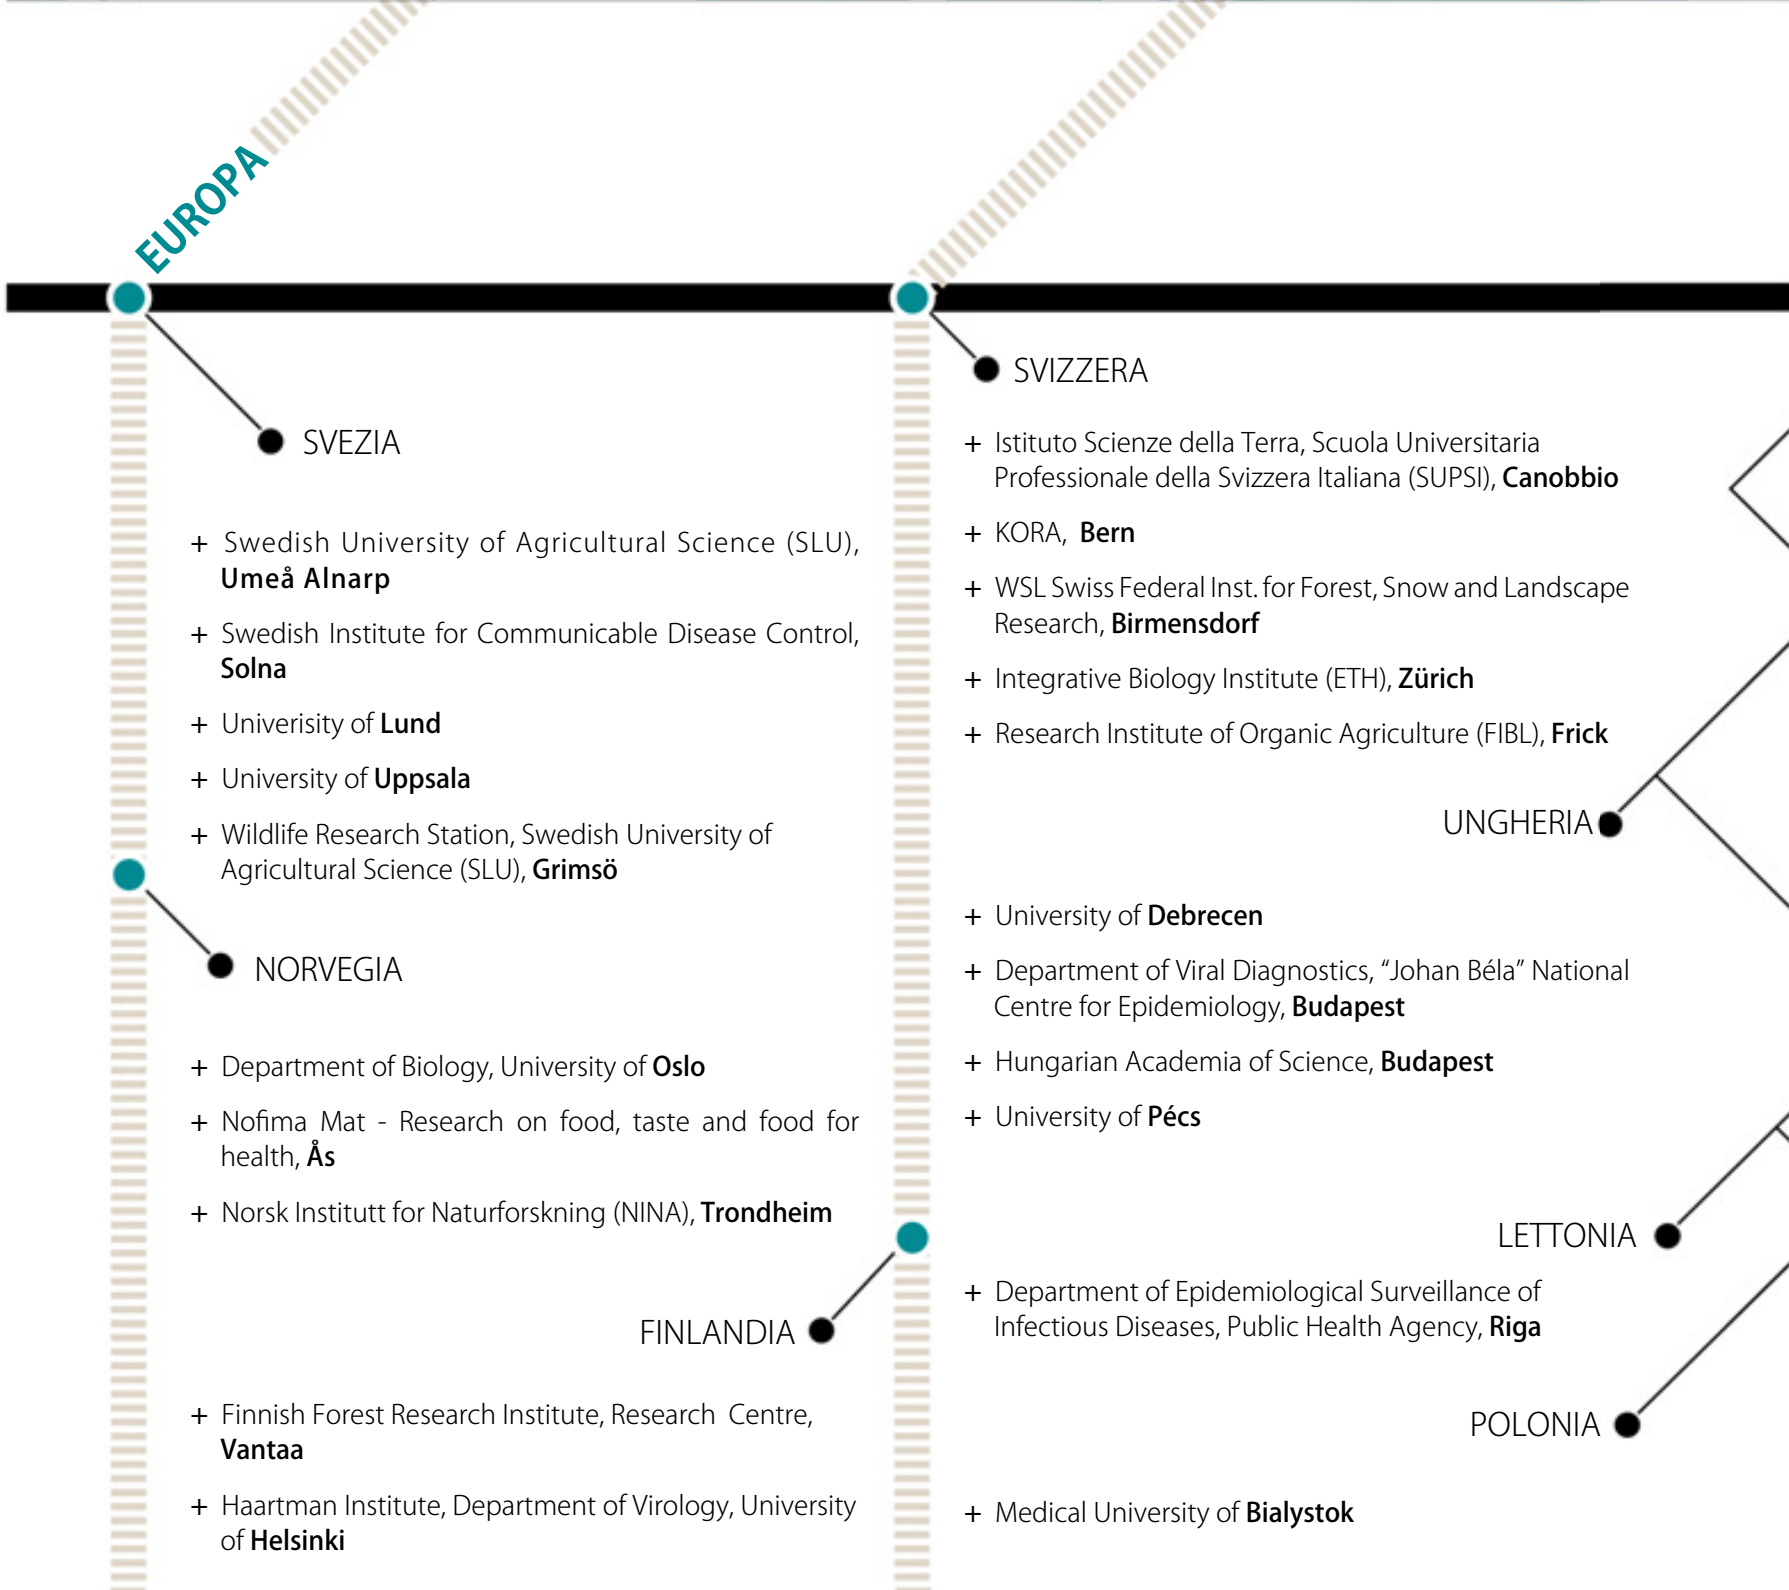 EUROPA
SVEZIA
+ Swedish University of Agricultural Science (SLU),
Umeå Alnarp
+ Swedish Institute for Communicable Disease Control,
Solna
+ Univerisity of Lund
+ University of Uppsala
+ Wildlife Research Station, Swedish University of
Agricultural Science (SLU), Grimsö
NORVEGIA
+ Department of Biology, University of Oslo
+ Nofima Mat - Research on food, taste and food for
health, Ås
+ Norsk Institutt for Naturforskning (NINA), Trondheim
FINLANDIA
+ Finnish Forest Research Institute, Research Centre,
Vantaa
+ Haartman Institute, Department of Virology, University
of Helsinki
SVIZZERA
+ Istituto Scienze della Terra, Scuola Universitaria
Professionale della Svizzera Italiana (SUPSI), Canobbio
+ KORA, Bern
+ WSL Swiss Federal Inst. for Forest, Snow and Landscape
Research, Birmensdorf
+ Integrative Biology Institute (ETH), Zürich
+ Research Institute of Organic Agriculture (FIBL), Frick
UNGHERIA
+ University of Debrecen
+ Department of Viral Diagnostics, “Johan Béla” National
Centre for Epidemiology, Budapest
+ Hungarian Academia of Science, Budapest
+ University of Pécs
LETTONIA
+ Department of Epidemiological Surveillance of
Infectious Diseases, Public Health Agency, Riga
POLONIA
+ Medical University of Bialystok